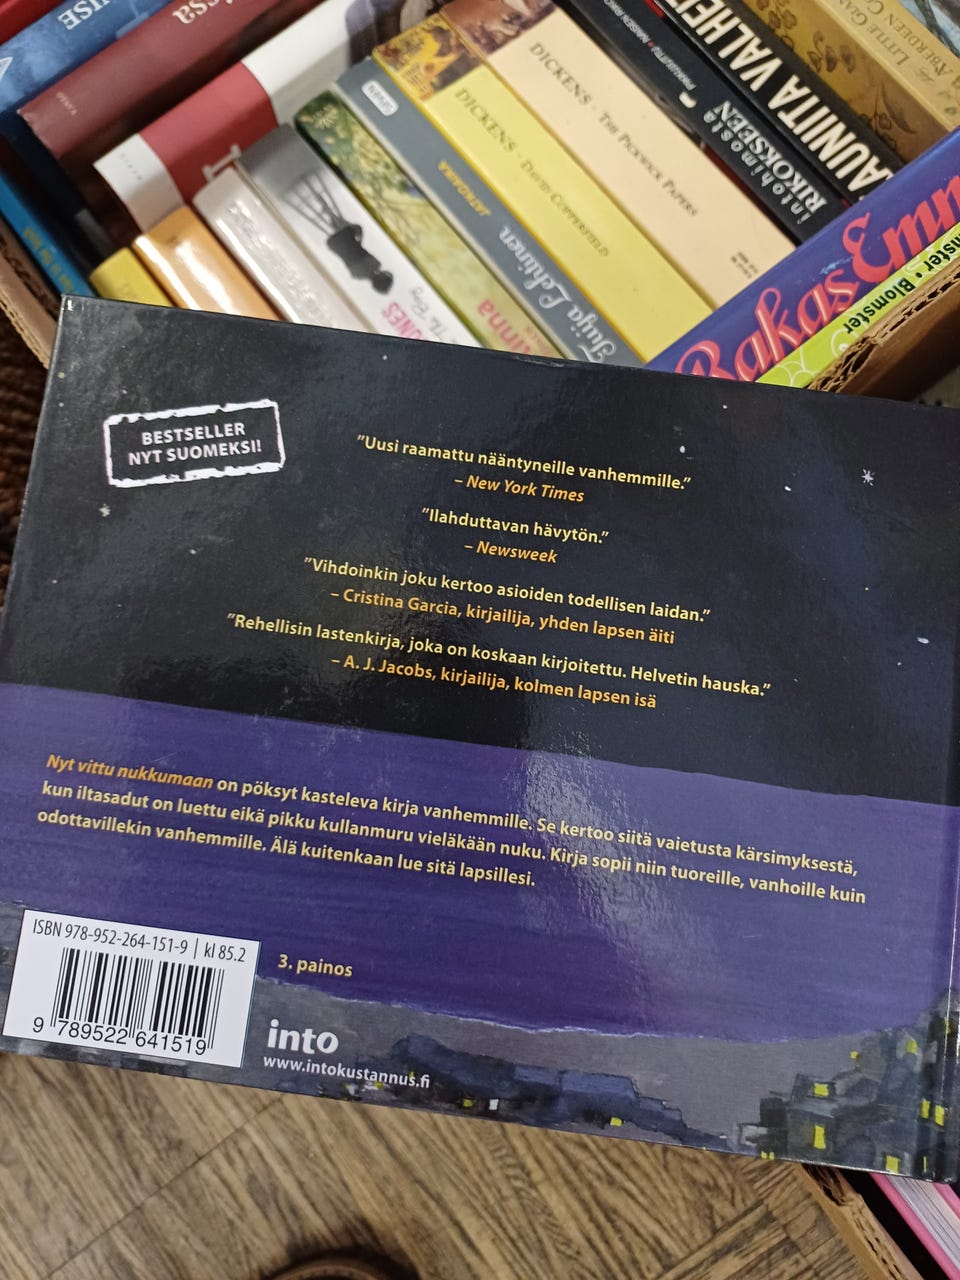 DICKENS · THE PICKWICK PAPERS
DICKENS · DAVID COPPERFIELD
JATKOAIKA
Tuija Lehtinen
intohimosta
RIKOKSEEN
Bakas Emm
nster • Blomster
BESTSELLER
NYT SUOMEKSI!
”Uusi raamattu nääntyneille vanhemmille.”
– New York Times
”Ilahduttavan hävytön.”
– Newsweek
”Vihdoinkin joku kertoo asioiden todellisen laidan.”
– Cristina Garcia, kirjailija, yhden lapsen äiti
”Rehellisin lastenkirja, joka on koskaan kirjoitettu. Helvetin hauska.”
– A. J. Jacobs, kirjailija, kolmen lapsen isä
Nyt vittu nukkumaan on pöksyt kasteleva kirja vanhemmille. Se kertoo siitä vaietusta kärsimyksestä,
kun iltasadut on luettu eikä pikku kullanmuru vieläkään nuku. Kirja sopii niin tuoreille, vanhoille kuin
odottavillekin vanhemmille. Älä kuitenkaan lue sitä lapsillesi.
ISBN 978-952-264-151-9 | kl 85.2
9 789522 641519
3. painos
into
www.intokustannus.fi